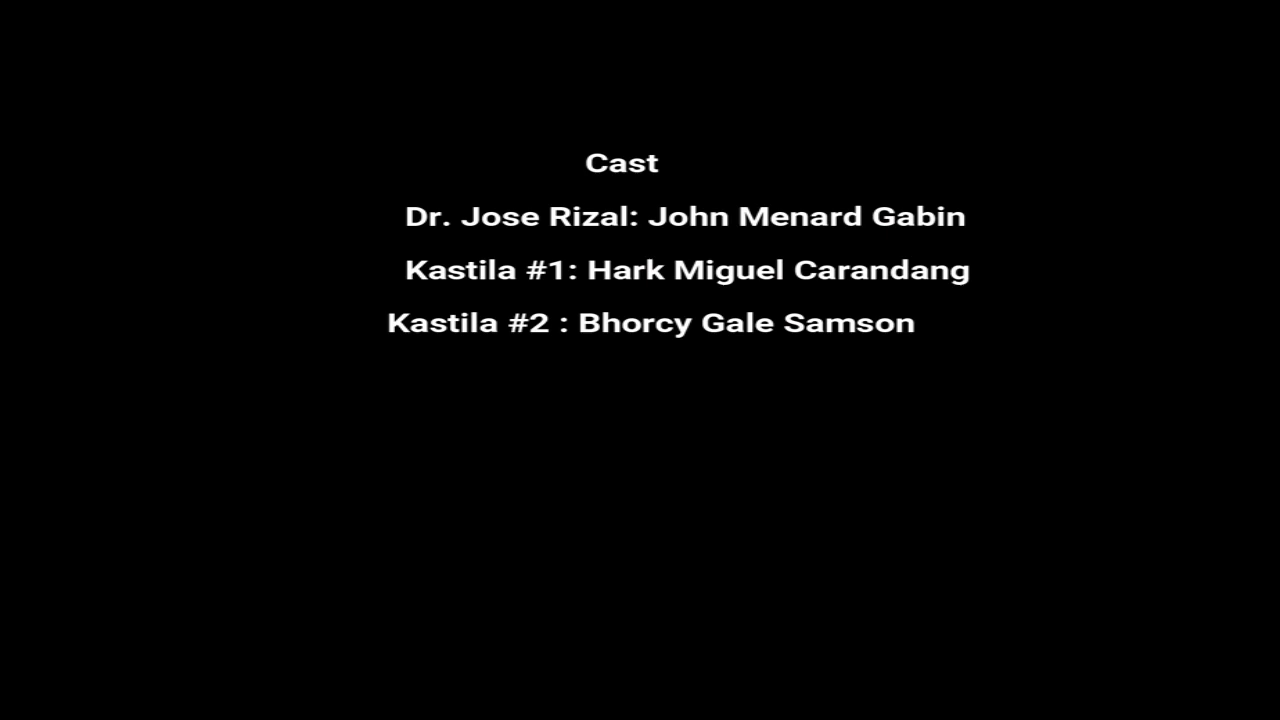 Cast
Dr. Jose Rizal: John Menard Gabin
Kastila #1: Hark Miguel Carandang
Kastila #2 : Bhorcy Gale Samson